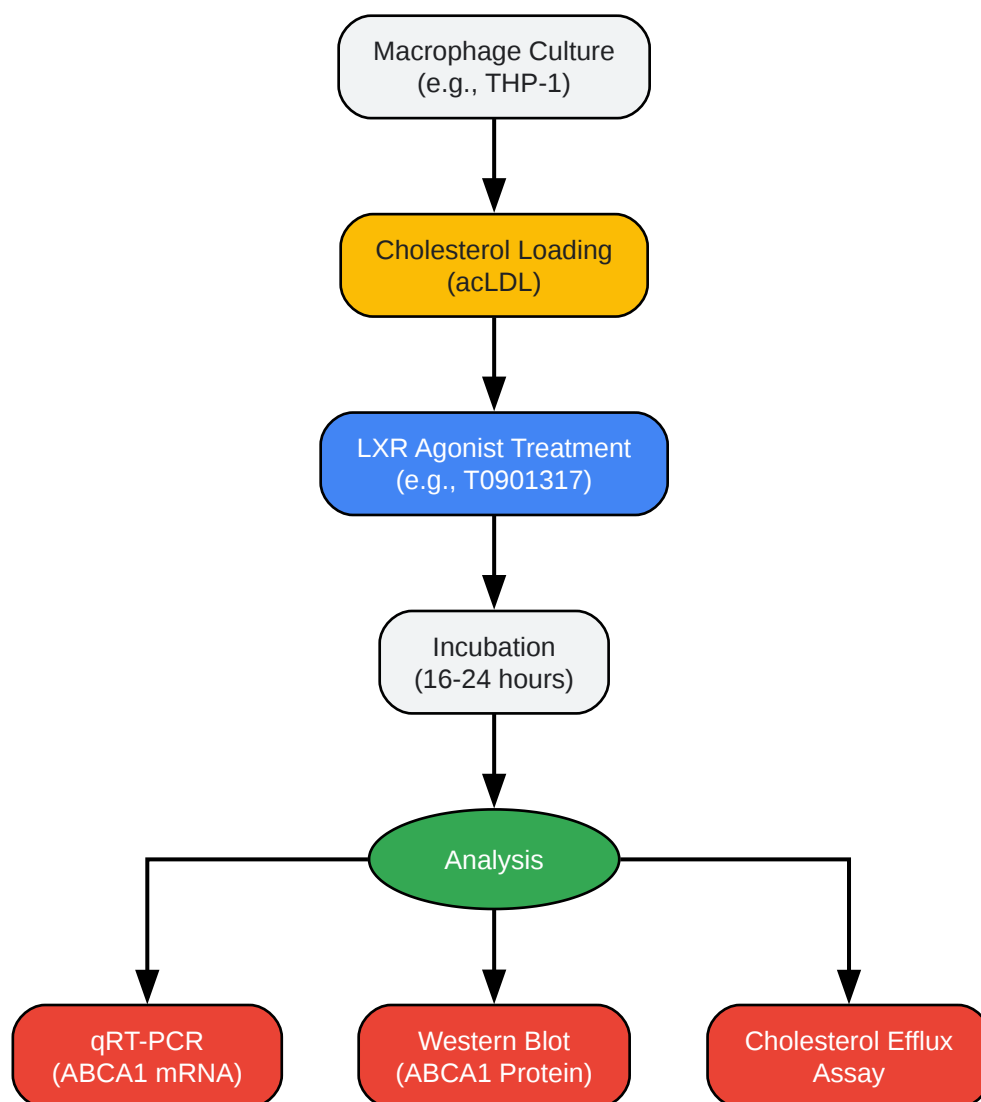 Macrophage Culture
(e.g., THP-1)
Cholesterol Loading
(acLDL)
LXR Agonist Treatment
(e.g., T0901317)
Incubation
(16-24 hours)
Analysis
qRT-PCR
(ABCA1 mRNA)
Western Blot
(ABCA1 Protein)
Cholesterol Efflux
Assay